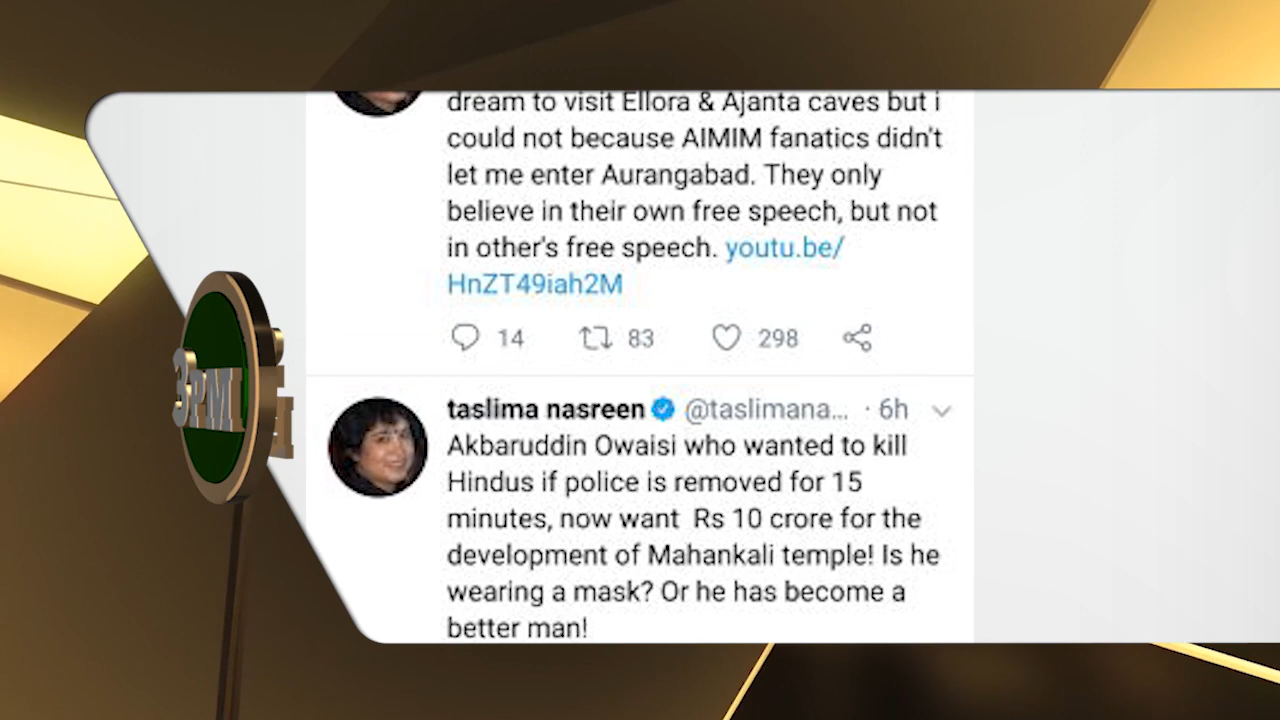 dream to visit Ellora & Ajanta caves but i
could not because AIMIM fanatics didn't
let me enter Aurangabad. They only
believe in their own free speech, but not
in other's free speech. youtu.be/
HnZT49iah2M
14 83 298
taslima nasreen @taslimana... · 6h
Akbaruddin Owaisi who wanted to kill
Hindus if police is removed for 15
minutes, now want Rs 10 crore for the
development of Mahankali temple! Is he
wearing a mask? Or he has become a
better man!
3PM